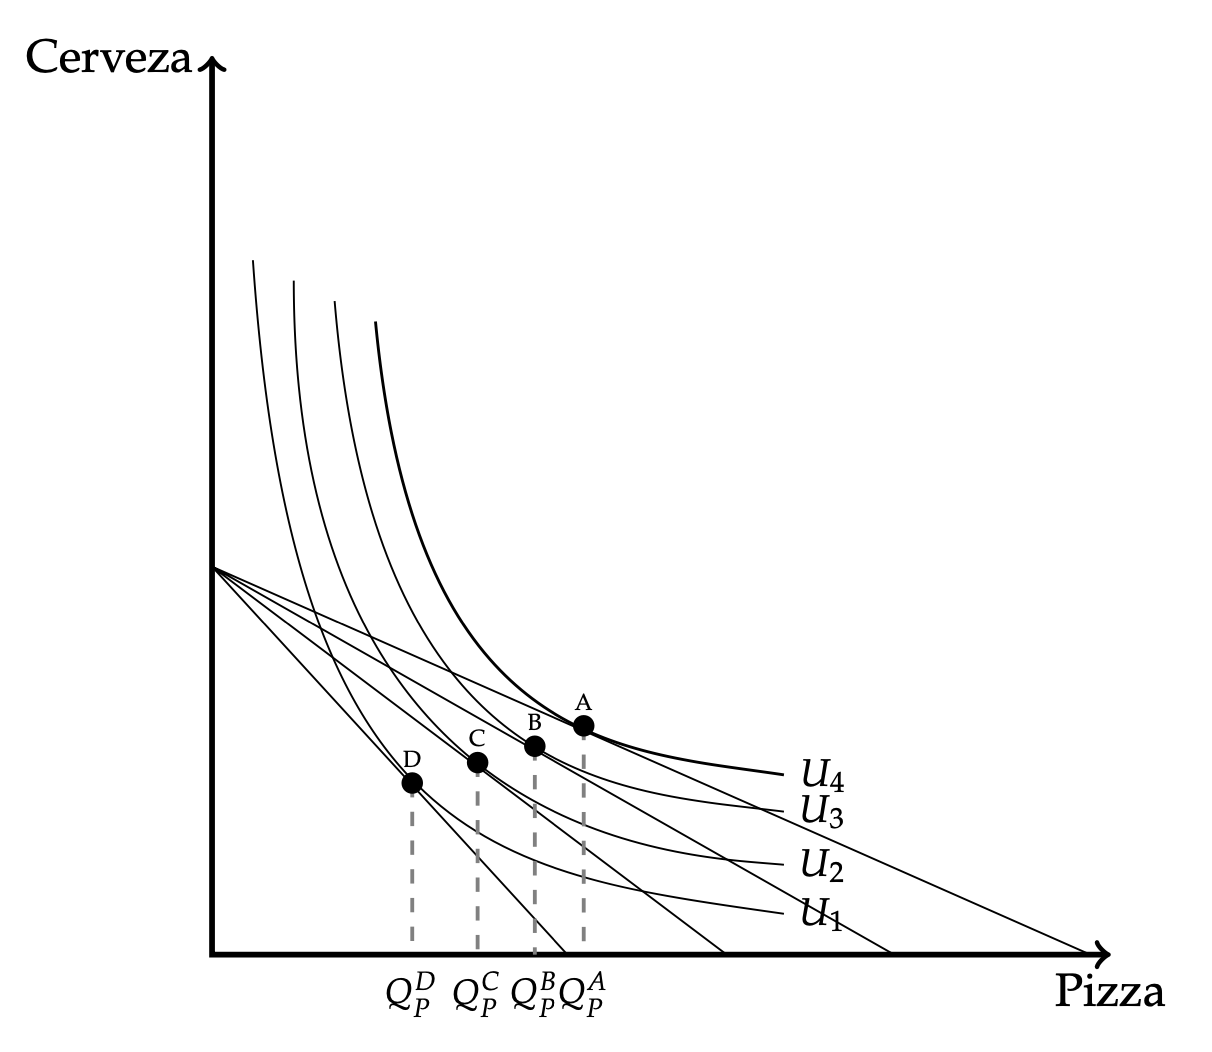 Cerveza
A
B
C
D
U₄
U₃
U₂
U₁
Q_P^D Q_P^C Q_P^B Q_P^A
Pizza